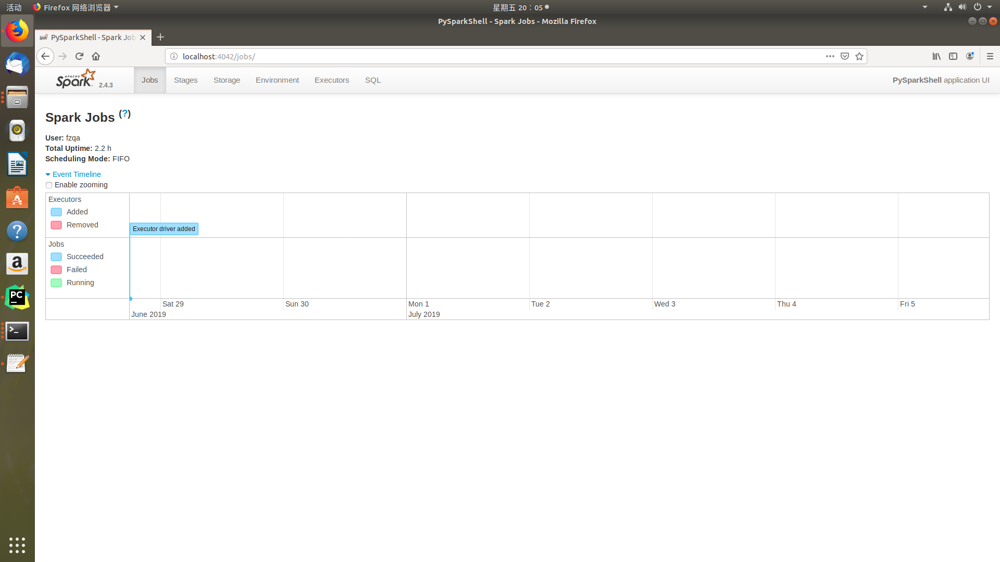 活动 Firefox 网络浏览器 星期五 20：05
PySparkShell - Spark Jobs - Mozilla Firefox
Spark PySparkShell - Spark Job
localhost:4042/jobs/
APACHE Spark 2.4.3 Jobs Stages Storage Environment Executors SQL PySparkShell application UI
Spark Jobs (?)
User: fzqa
Total Uptime: 2.2 h
Scheduling Mode: FIFO
Event Timeline
Enable zooming
Executors
Added
Removed
Executor driver added
Jobs
Succeeded
Failed
Running
Sat 29 Sun 30 Mon 1 Tue 2 Wed 3 Thu 4 Fri 5
June 2019 July 2019
A
?
a
PC
>_